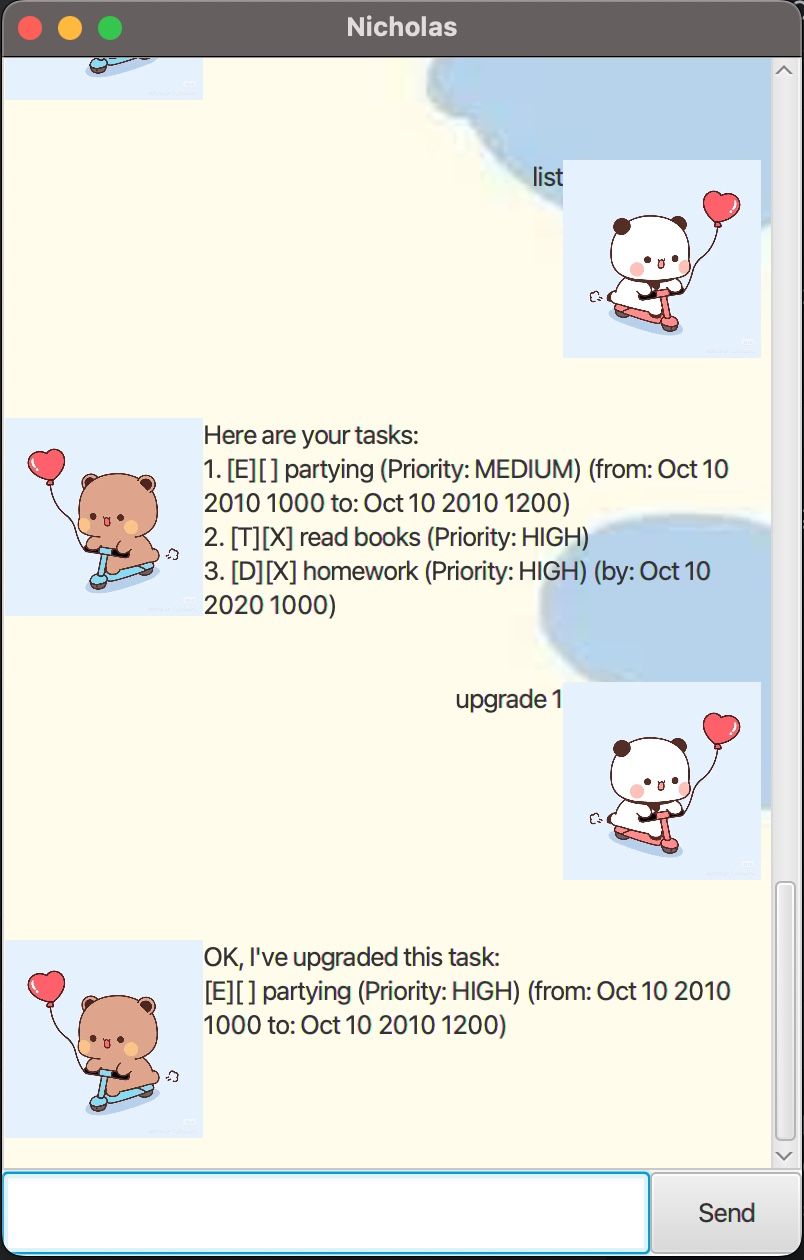 Nicholas
list
Here are your tasks:
1. [E][ ] partying (Priority: MEDIUM) (from: Oct 10
2010 1000 to: Oct 10 2010 1200)
2. [T][X] read books (Priority: HIGH)
3. [D][X] homework (Priority: HIGH) (by: Oct 10
2020 1000)
upgrade 1
OK, I've upgraded this task:
[E][ ] partying (Priority: HIGH) (from: Oct 10 2010
1000 to: Oct 10 2010 1200)
Send